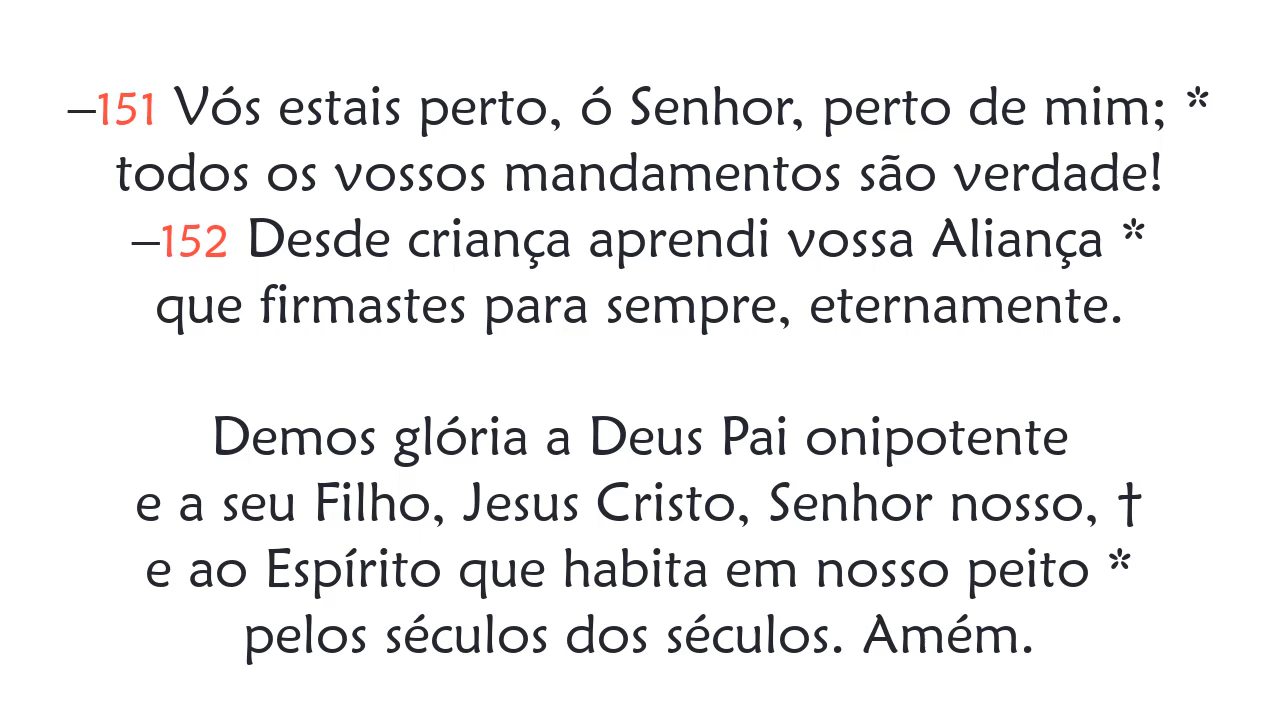 –151 Vós estais perto, ó Senhor, perto de mim; *
todos os vossos mandamentos são verdade!
–152 Desde criança aprendi vossa Aliança *
que firmastes para sempre, eternamente.
Demos glória a Deus Pai onipotente
e a seu Filho, Jesus Cristo, Senhor nosso, †
e ao Espírito que habita em nosso peito *
pelos séculos dos séculos. Amém.